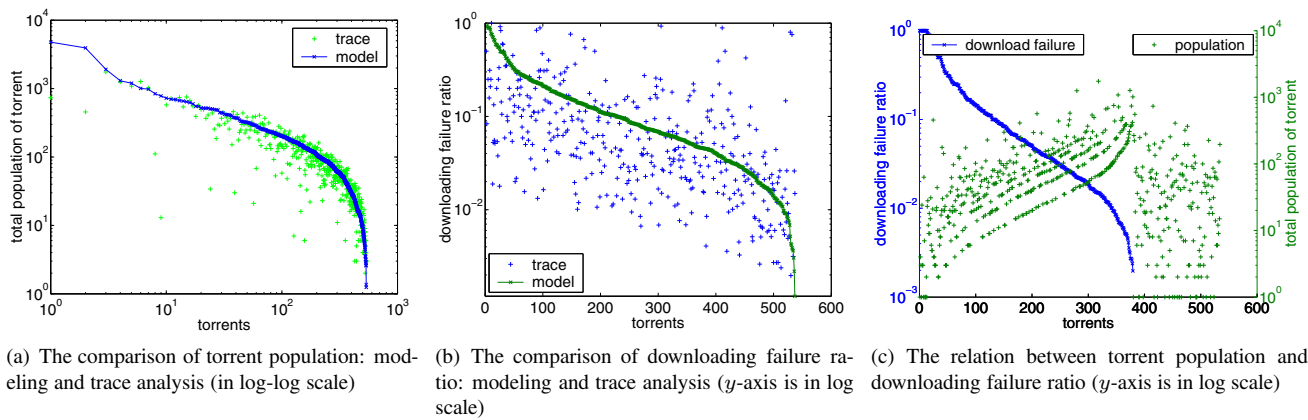 10^4
10^3
10^2
10^1
10^0
total population of torrent
trace
model
10^0
10^1
10^2
10^3
torrents
(a) The comparison of torrent population: mod-
eling and trace analysis (in log-log scale)
10^0
10^-1
10^-2
downloading failure ratio
trace
model
0
100
200
300
400
500
600
torrents
(b) The comparison of downloading failure ra-
tio: modeling and trace analysis (y-axis is in log
scale)
10^0
10^-1
10^-2
10^-3
downloading failure ratio
download failure
population
10^4
10^3
10^2
10^1
10^0
total population of torrent
0
100
200
300
400
500
600
torrents
(c) The relation between torrent population and
downloading failure ratio (y-axis is in log scale)